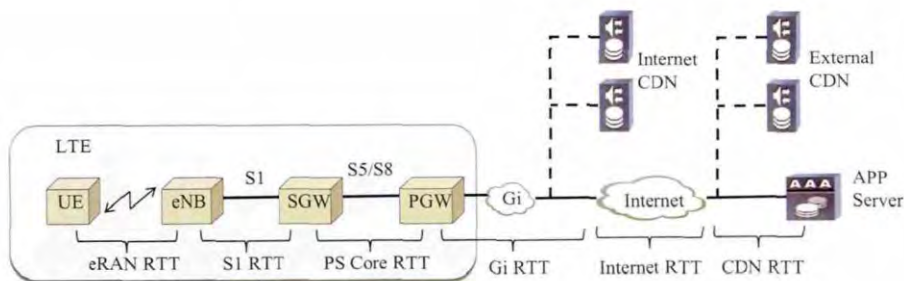 Internet
CDN
External
CDN
LTE
S1
S5/S8
UE
eNB
SGW
PGW
Gi
Internet
AAA
APP
Server
eRAN RTT
S1 RTT
PS Core RTT
Gi RTT
Internet RTT
CDN RTT